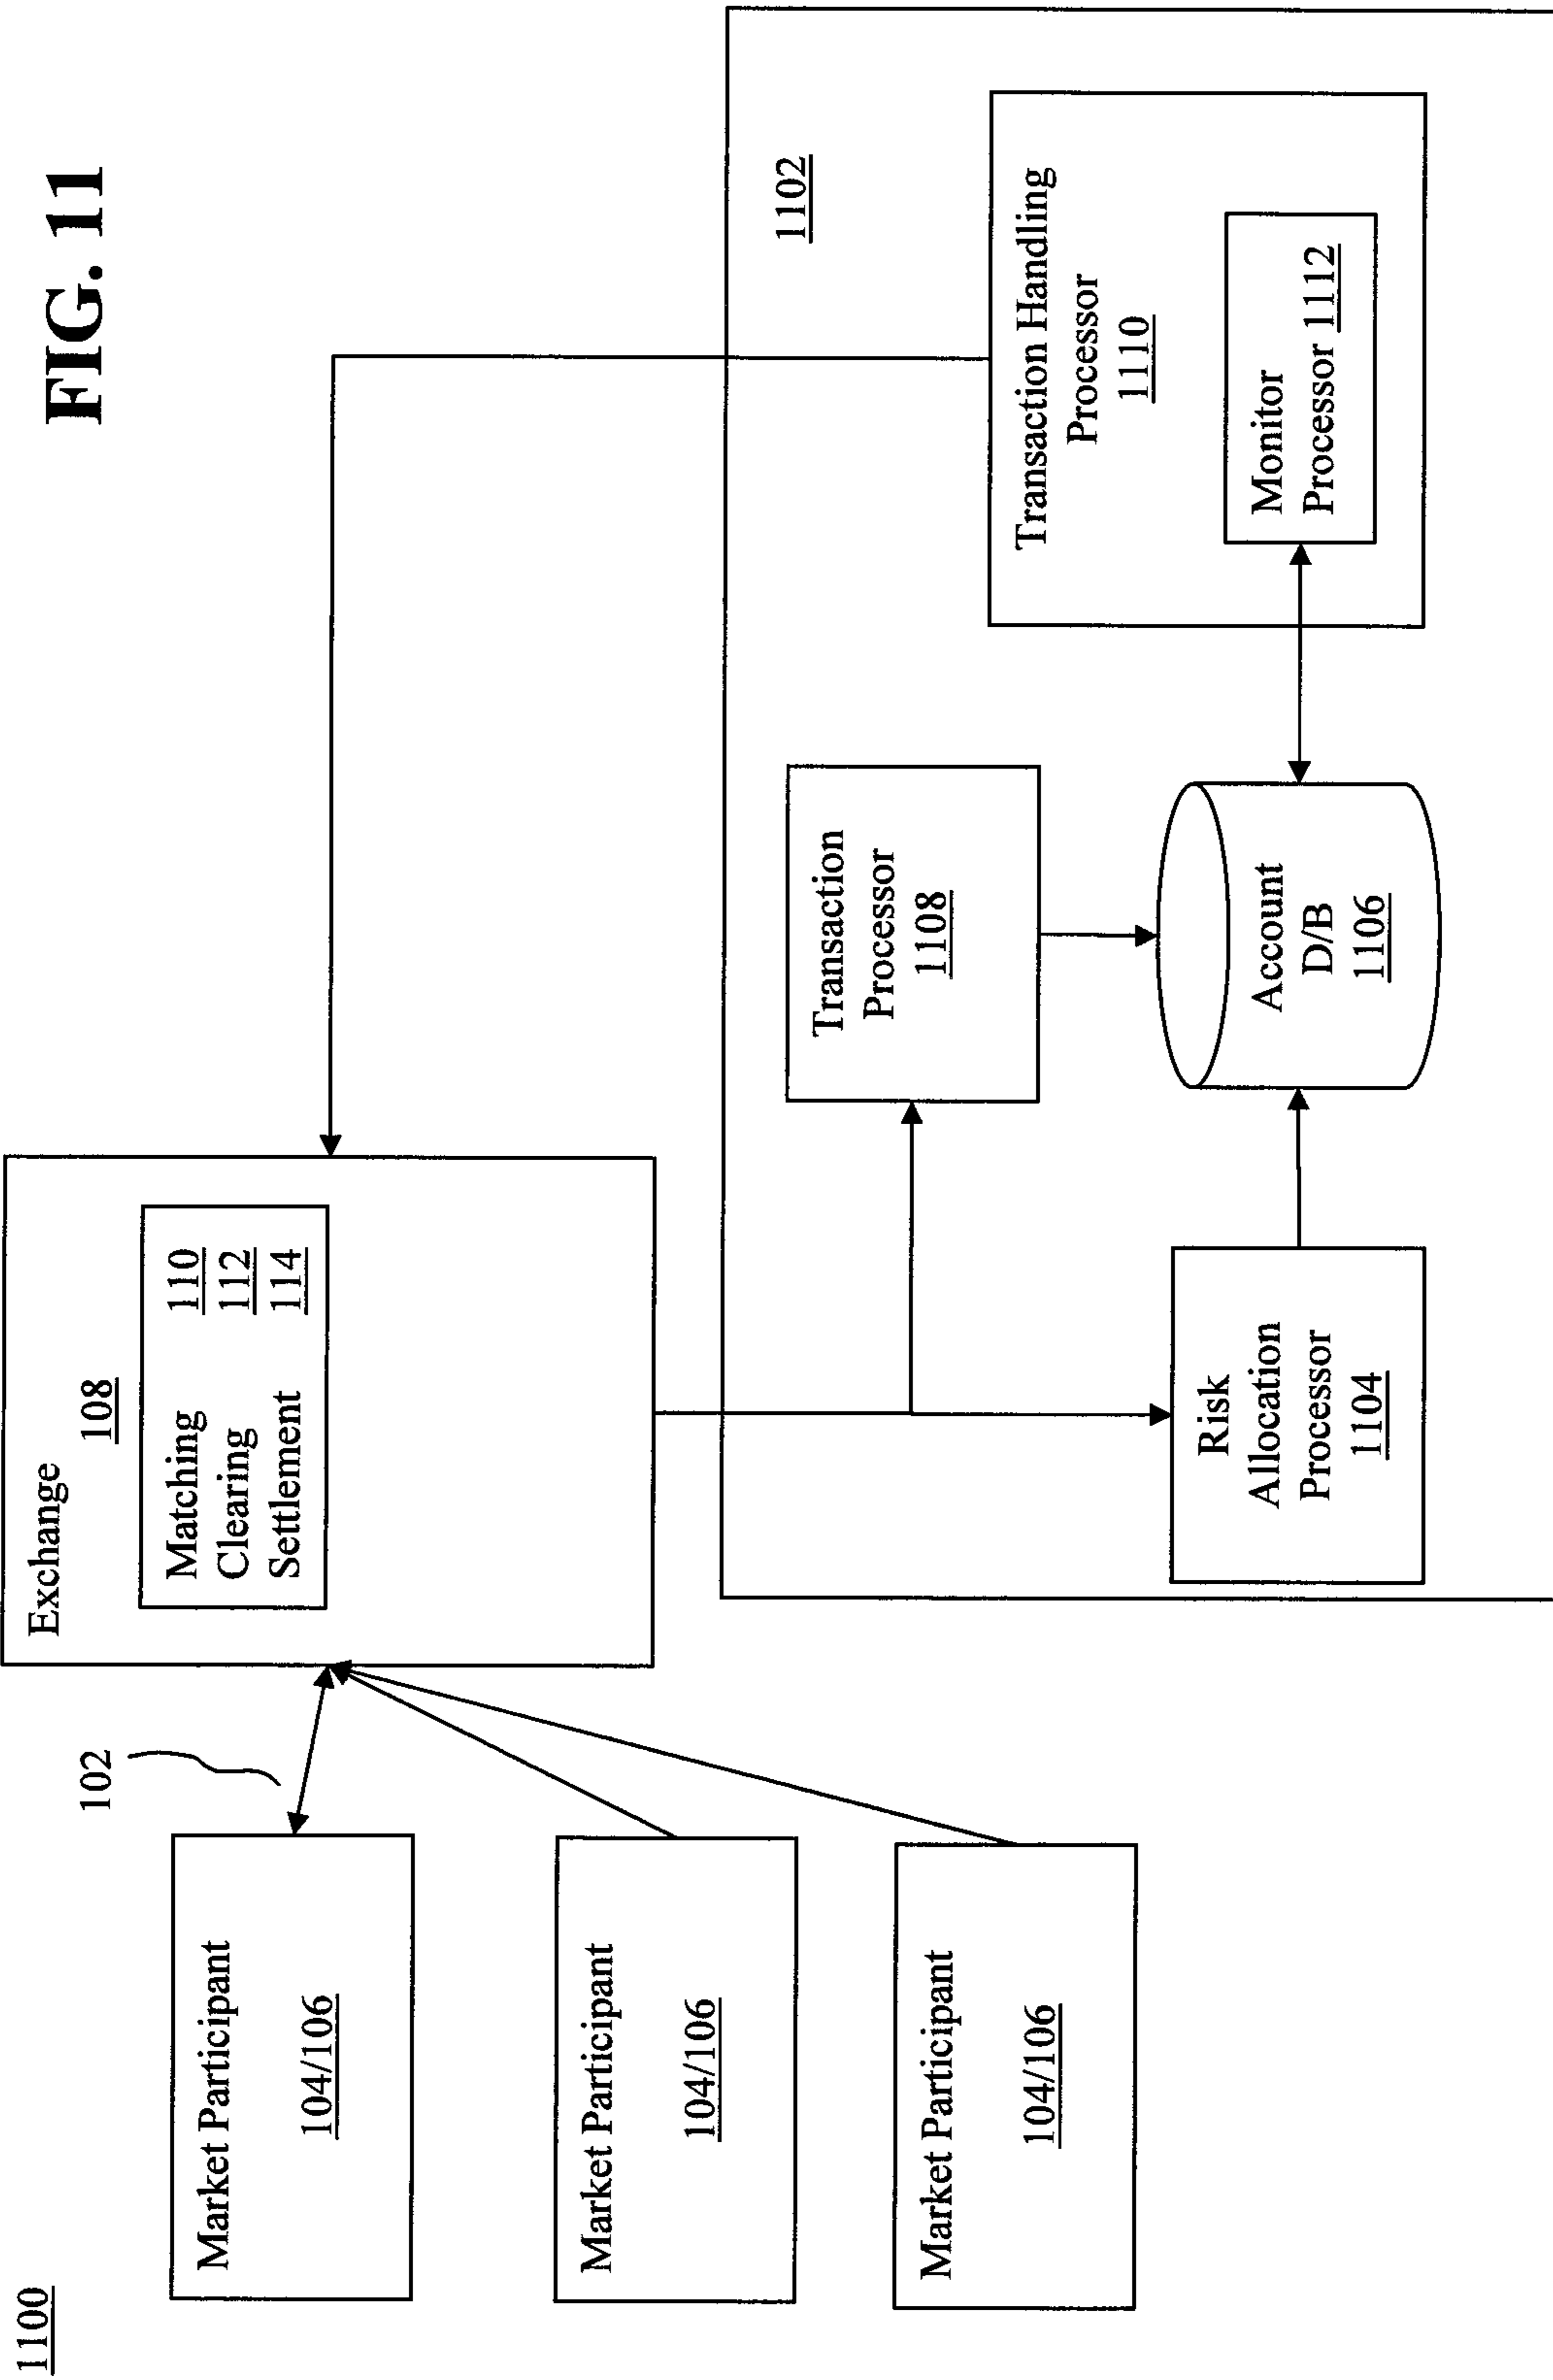 1100
FIG. 11
Market Participant
104/106
Market Participant
104/106
Market Participant
104/106
102
Exchange
108
Matching 110
Clearing 112
Settlement 114
1102
Risk
Allocation
Processor
1104
Transaction
Processor
1108
Account
D/B
1106
Transaction Handling
Processor
1110
Monitor
Processor 1112